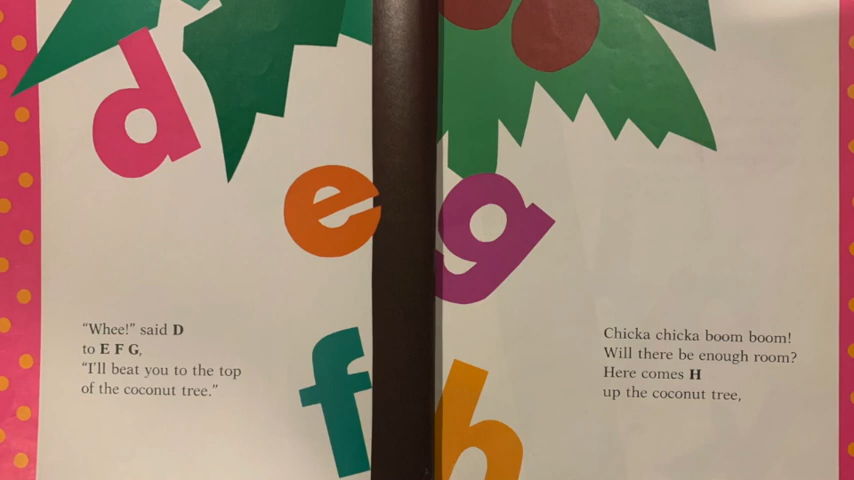 d
e
g
f
h
“Whee!” said D
to E F G,
“I'll beat you to the top
of the coconut tree.”
Chicka chicka boom boom!
Will there be enough room?
Here comes H
up the coconut tree,